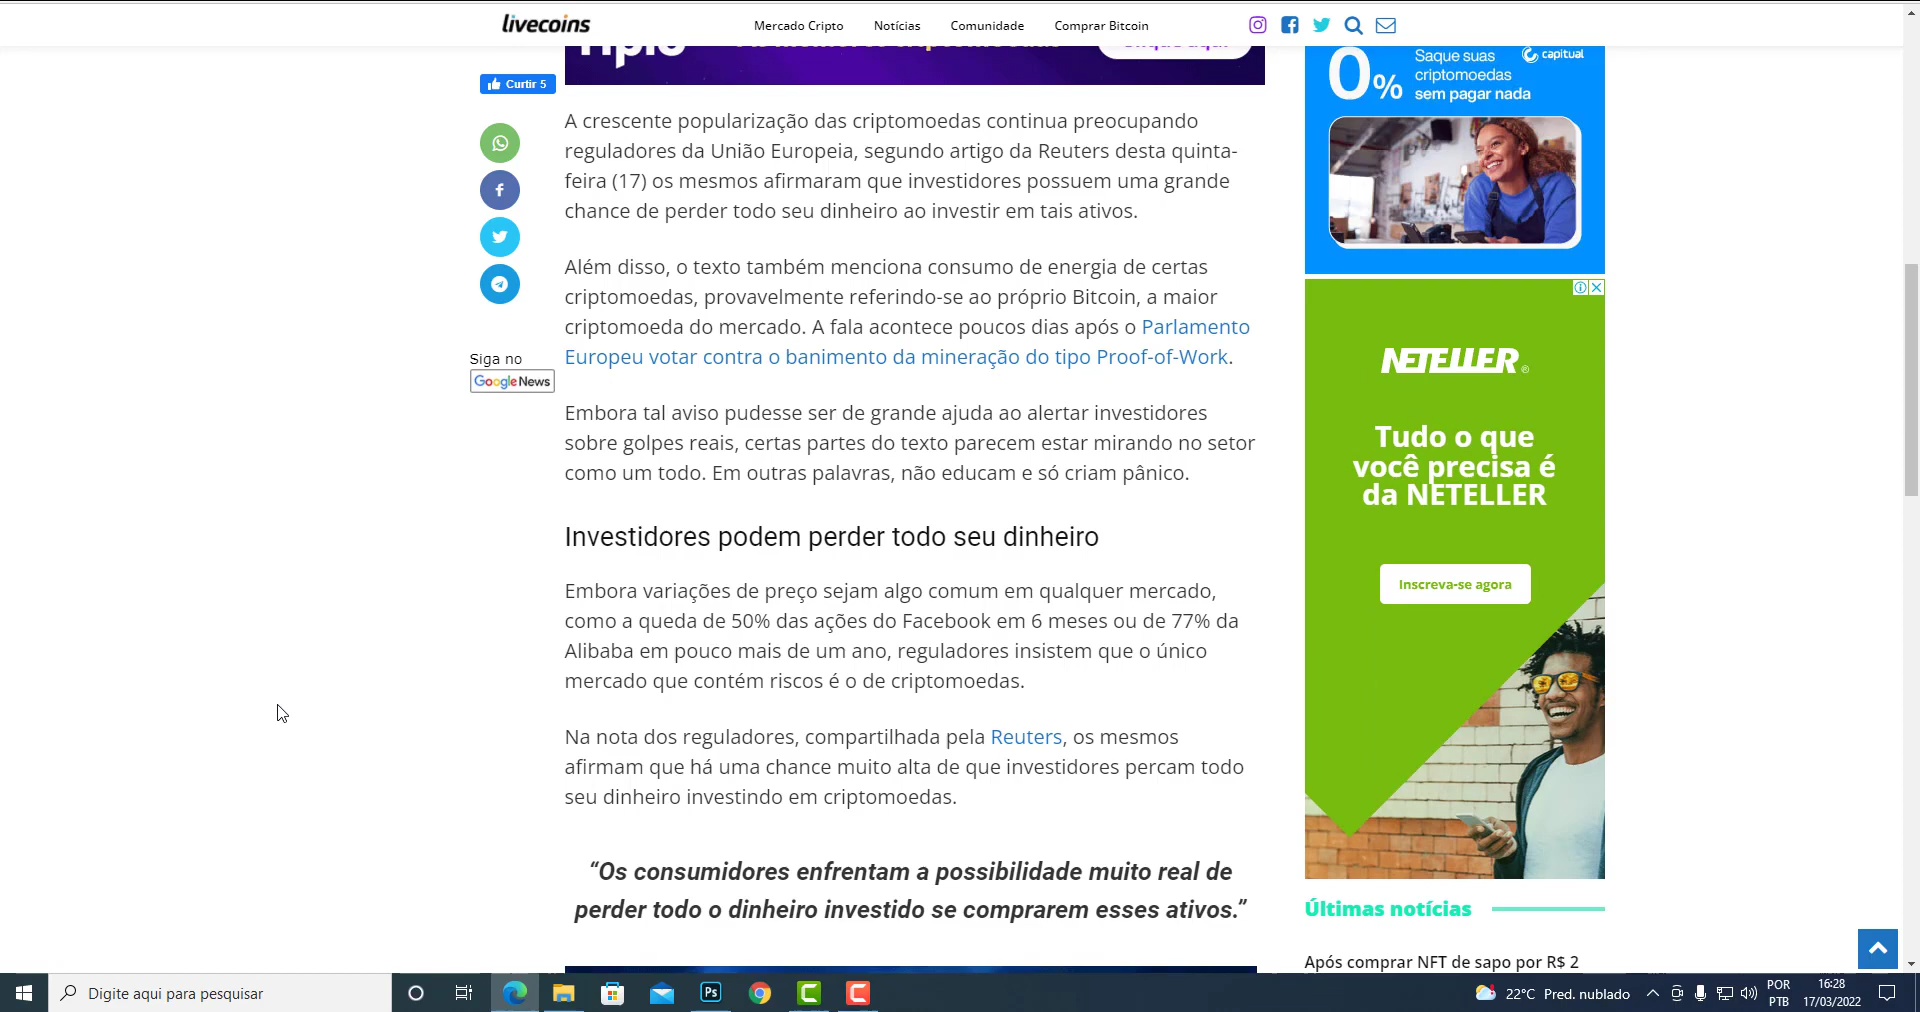 livecoins
Mercado Cripto
Notícias
Comunidade
Comprar Bitcoin
Curtir 5
A crescente popularização das criptomoedas continua preocupando
reguladores da União Europeia, segundo artigo da Reuters desta quinta-
feira (17) os mesmos afirmaram que investidores possuem uma grande
chance de perder todo seu dinheiro ao investir em tais ativos.
Além disso, o texto também menciona consumo de energia de certas
criptomoedas, provavelmente referindo-se ao próprio Bitcoin, a maior
criptomoeda do mercado. A fala acontece poucos dias após o Parlamento
Europeu votar contra o banimento da mineração do tipo Proof-of-Work.
Siga no
Google News
Embora tal aviso pudesse ser de grande ajuda ao alertar investidores
sobre golpes reais, certas partes do texto parecem estar mirando no setor
como um todo. Em outras palavras, não educam e só criam pânico.
Investidores podem perder todo seu dinheiro
Embora variações de preço sejam algo comum em qualquer mercado,
como a queda de 50% das ações do Facebook em 6 meses ou de 77% da
Alibaba em pouco mais de um ano, reguladores insistem que o único
mercado que contém riscos é o de criptomoedas.
Na nota dos reguladores, compartilhada pela Reuters, os mesmos
afirmam que há uma chance muito alta de que investidores percam todo
seu dinheiro investindo em criptomoedas.
“Os consumidores enfrentam a possibilidade muito real de
perder todo o dinheiro investido se comprarem esses ativos.”
0%
Saque suas
criptomoedas
sem pagar nada
capitual
NETELLER
Tudo o que
você precisa é
da NETELLER
Inscreva-se agora
Últimas notícias
Após comprar NFT de sapo por R$ 2
Digite aqui para pesquisar
Ps
22°C Pred. nublado
POR
PTB
16:28
17/03/2022